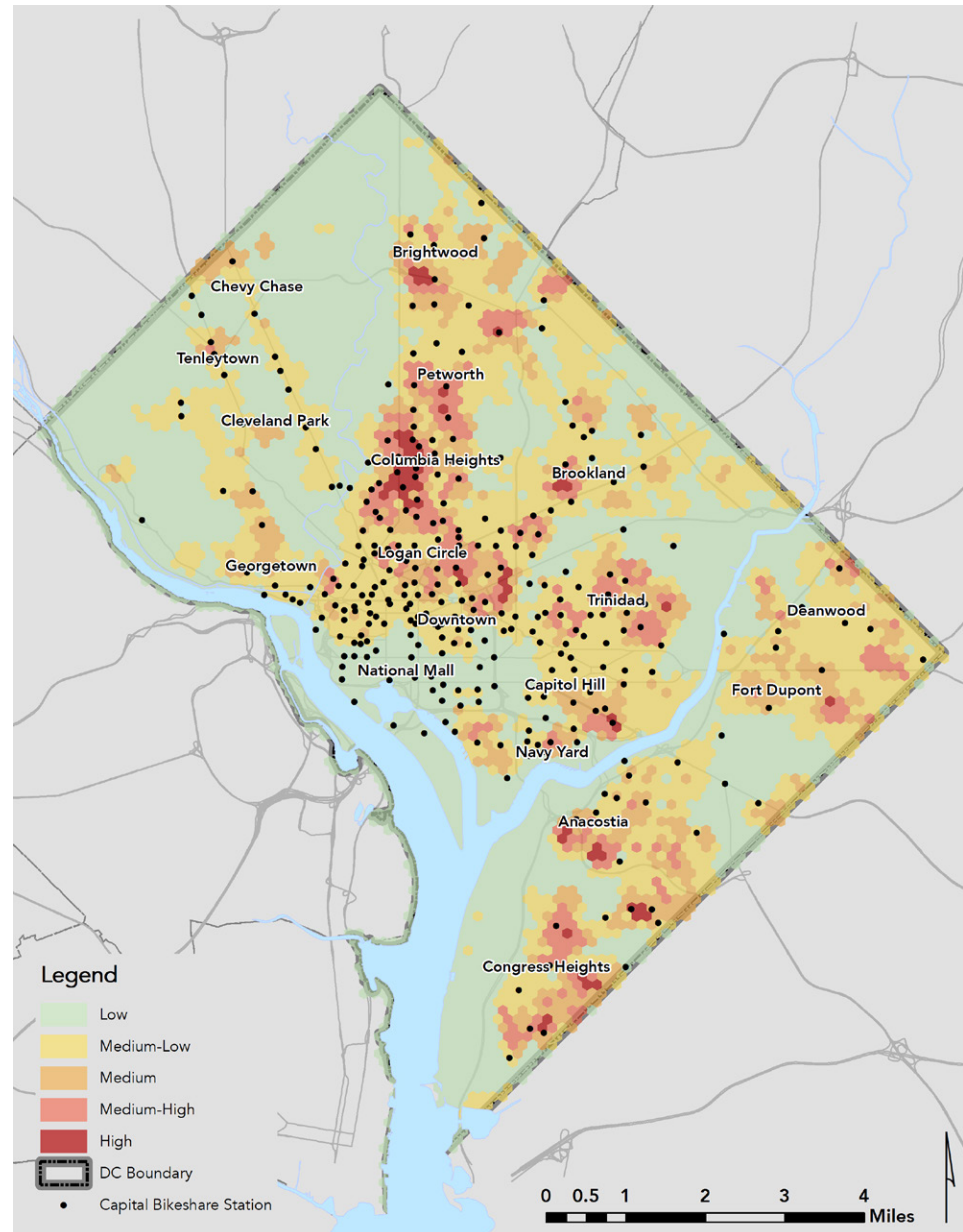 Brightwood
Chevy Chase
Tenleytown
Petworth
Cleveland Park
Columbia Heights
Brookland
Logan Circle
Georgetown
Trinidad
Deanwood
Downtown
National Mall
Capitol Hill
Fort Dupont
Navy Yard
Anacostia
Congress Heights
Legend
Low
Medium-Low
Medium
Medium-High
High
DC Boundary
Capital Bikeshare Station
0 0.5 1 2 3 4
Miles